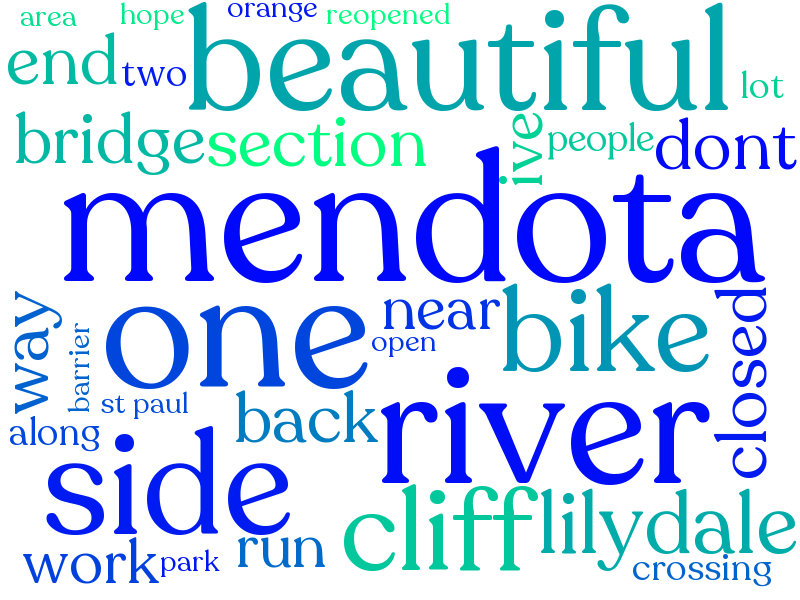 area hope orange reopened
end two beautiful lot
bridge section ive people dont
mendota
way barrier one near open bike closed
st paul
along side back river
work park run cliff lilydale
crossing